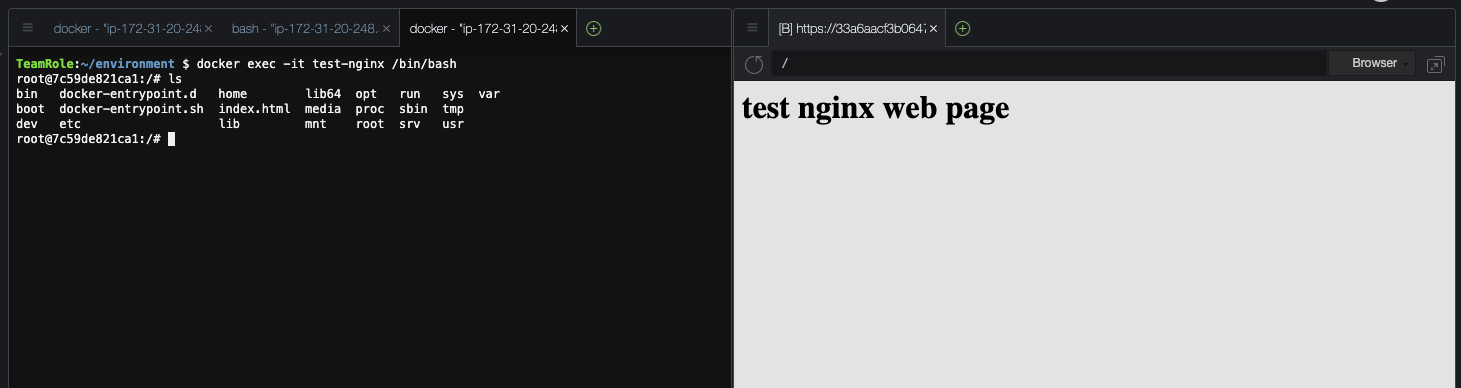 docker - "ip-172-31-20-248 × bash - "ip-172-31-20-248. × docker - "ip-172-31-20-248 ×
TeamRole:~/environment $ docker exec -it test-nginx /bin/bash
root@7c59de821ca1:/# ls
bin docker-entrypoint.d home lib64 opt run sys var
boot docker-entrypoint.sh index.html media proc sbin tmp
dev etc lib mnt root srv usr
root@7c59de821ca1:/#
[B] https://33a6aacf3b0647 ×
/ Browser
test nginx web page